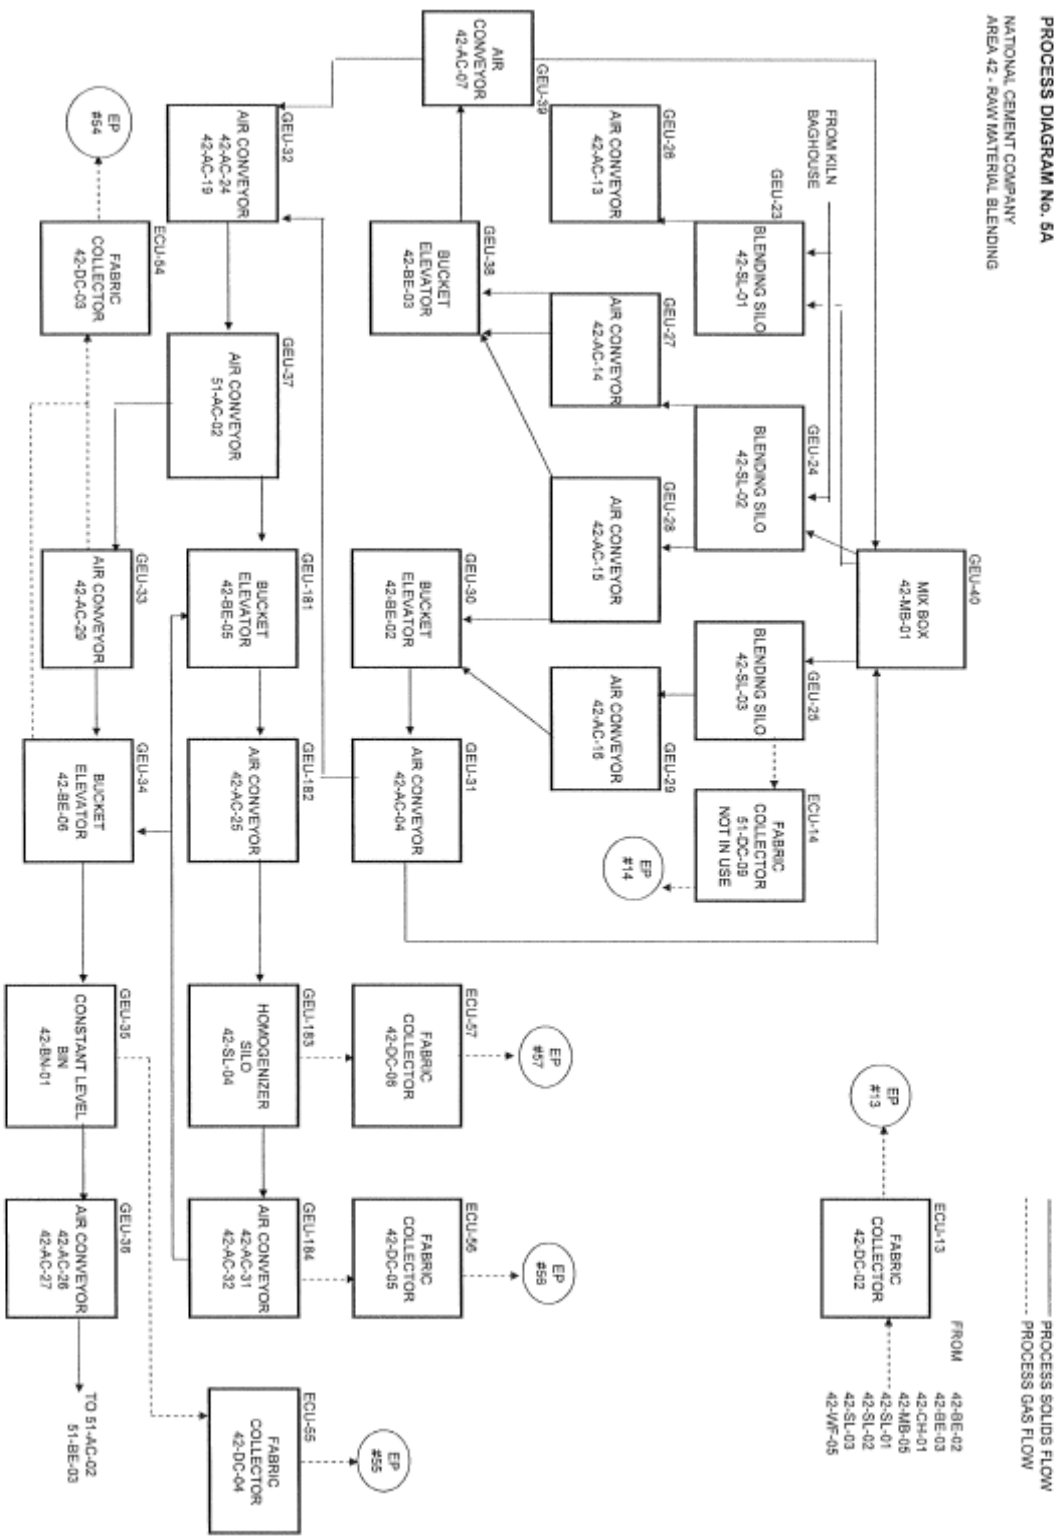 PROCESS DIAGRAM No. 5A
NATIONAL CEMENT COMPANY
AREA 42 - RAW MATERIAL BLENDING
PROCESS SOLIDS FLOW
PROCESS GAS FLOW
GEU-40
MIX BOX
42-MB-01
FROM KILN
BAGHOUSE
GEU-23
BLENDING SILO
42-SL-01
GEU-24
BLENDING SILO
42-SL-02
GEU-25
BLENDING SILO
42-SL-03
ECU-14
FABRIC
COLLECTOR
51-DC-09
NOT IN USE
EP
#14
ECU-13
FABRIC
COLLECTOR
42-DC-02
EP
#13
FROM
42-BE-02
42-BE-03
42-CH-01
42-MB-05
42-SL-01
42-SL-02
42-SL-03
42-WF-05
GEU-26
AIR CONVEYOR
42-AC-13
GEU-27
AIR CONVEYOR
42-AC-14
GEU-28
AIR CONVEYOR
42-AC-15
GEU-29
AIR CONVEYOR
42-AC-16
GEU-39
AIR
CONVEYOR
42-AC-07
GEU-38
BUCKET
ELEVATOR
42-BE-03
GEU-30
BUCKET
ELEVATOR
42-BE-02
GEU-31
AIR CONVEYOR
42-AC-04
ECU-57
FABRIC
COLLECTOR
42-DC-06
EP
#57
ECU-56
FABRIC
COLLECTOR
42-DC-05
EP
#56
GEU-32
AIR CONVEYOR
42-AC-24
42-AC-19
GEU-37
AIR CONVEYOR
51-AC-02
GEU-181
BUCKET
ELEVATOR
42-BE-05
GEU-182
AIR CONVEYOR
42-AC-25
GEU-183
HOMOGENIZER
SILO
42-SL-04
GEU-184
AIR CONVEYOR
42-AC-31
42-AC-32
ECU-55
FABRIC
COLLECTOR
42-DC-04
EP
#55
EP
#54
ECU-54
FABRIC
COLLECTOR
42-DC-03
GEU-33
AIR CONVEYOR
42-AC-29
GEU-34
BUCKET
ELEVATOR
42-BE-06
GEU-35
CONSTANT LEVEL
BIN
42-BN-01
GEU-36
AIR CONVEYOR
42-AC-26
42-AC-27
TO 51-AC-02
51-BE-03